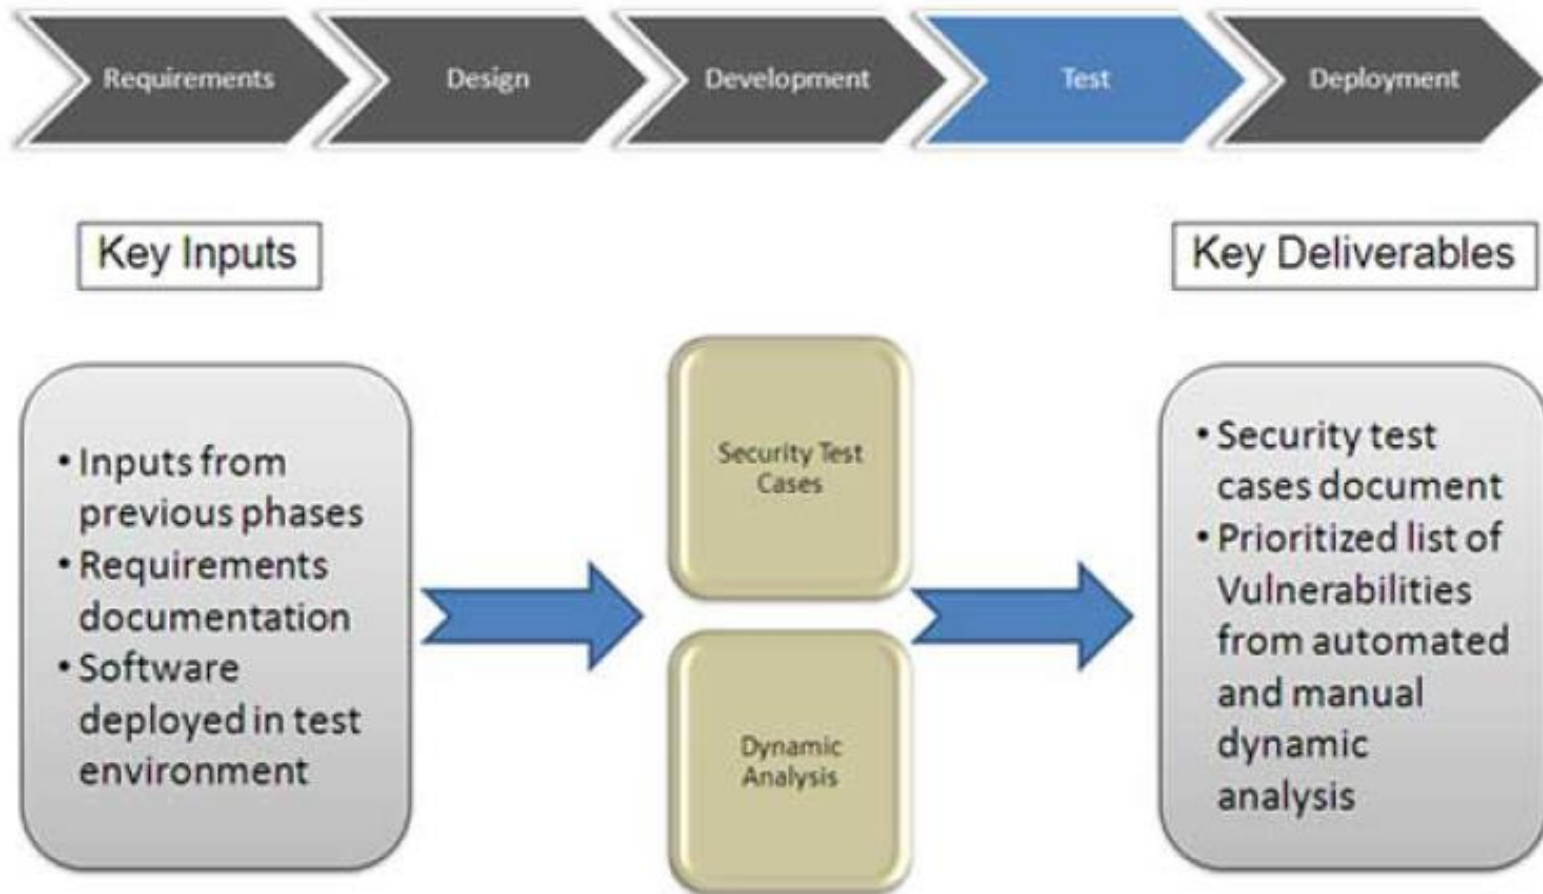 Requirements
Design
Development
Test
Deployment
Key Inputs
Key Deliverables
• Inputs from
previous phases
• Requirements
documentation
• Software
deployed in test
environment
Security Test
Cases
Dynamic
Analysis
• Security test
cases document
• Prioritized list of
Vulnerabilities
from automated
and manual
dynamic
analysis